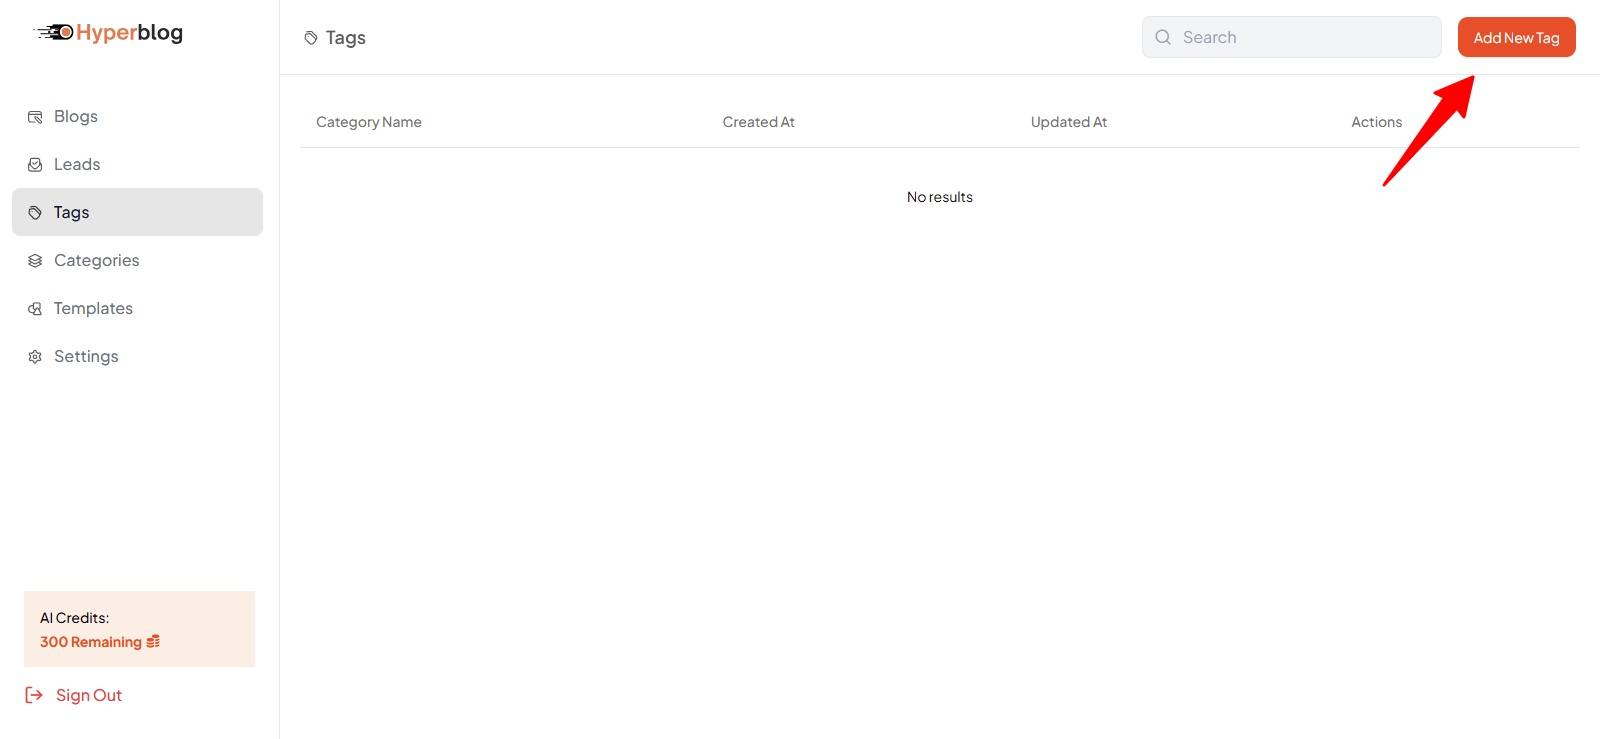 Hyperblog
Blogs
Leads
Tags
Categories
Templates
Settings
AI Credits:
300 Remaining
Sign Out
Tags
Search
Add New Tag
Category Name Created At Updated At Actions
No results